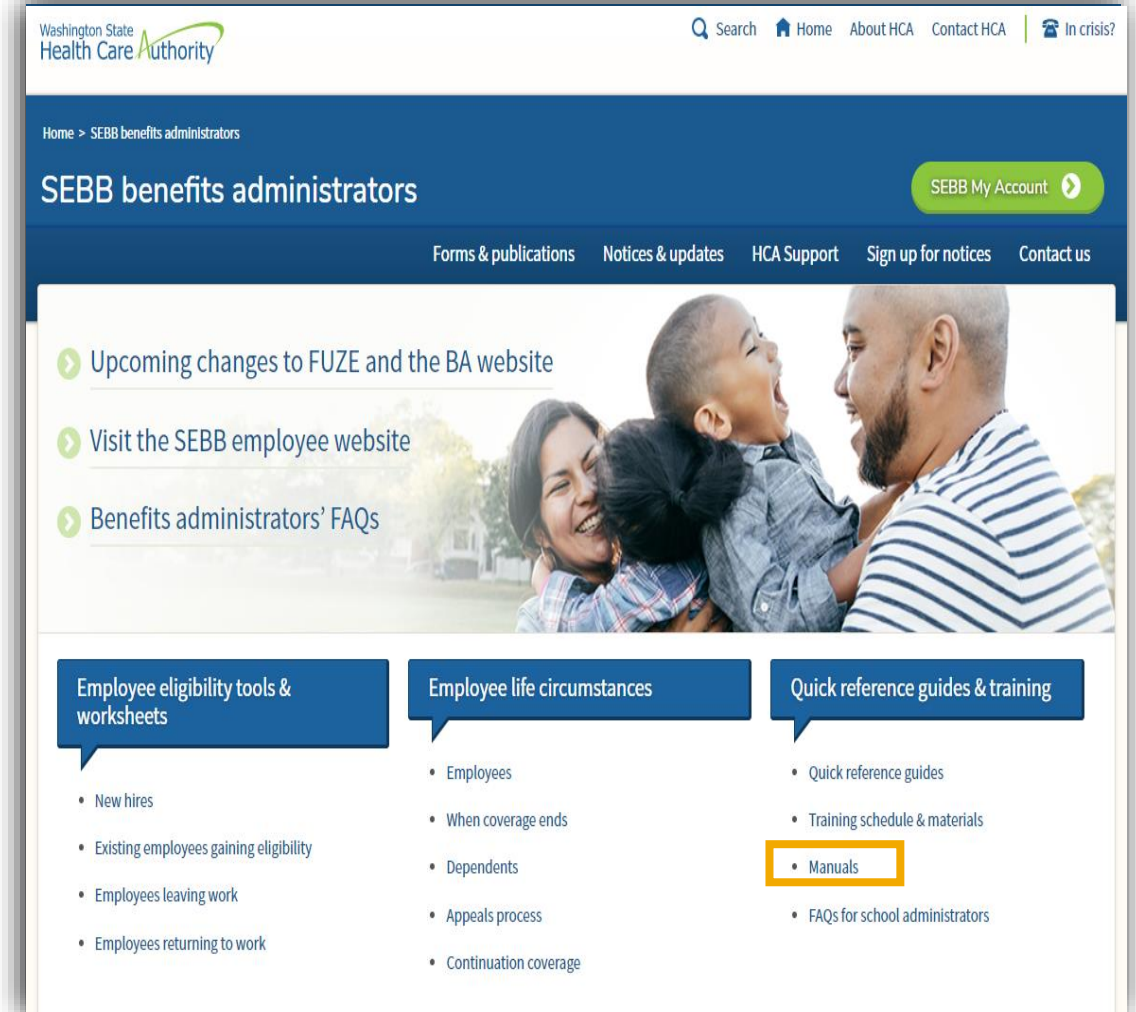 Washington State
Health Care Authority
Search Home About HCA Contact HCA In crisis?
Home > SEBB benefits administrators
SEBB benefits administrators
SEBB My Account
Forms & publications Notices & updates HCA Support Sign up for notices Contact us
Upcoming changes to FUZE and the BA website
Visit the SEBB employee website
Benefits administrators’ FAQs
Employee eligibility tools &
worksheets
• New hires
• Existing employees gaining eligibility
• Employees leaving work
• Employees returning to work
Employee life circumstances
• Employees
• When coverage ends
• Dependents
• Appeals process
• Continuation coverage
Quick reference guides & training
• Quick reference guides
• Training schedule & materials
• Manuals
• FAQs for school administrators